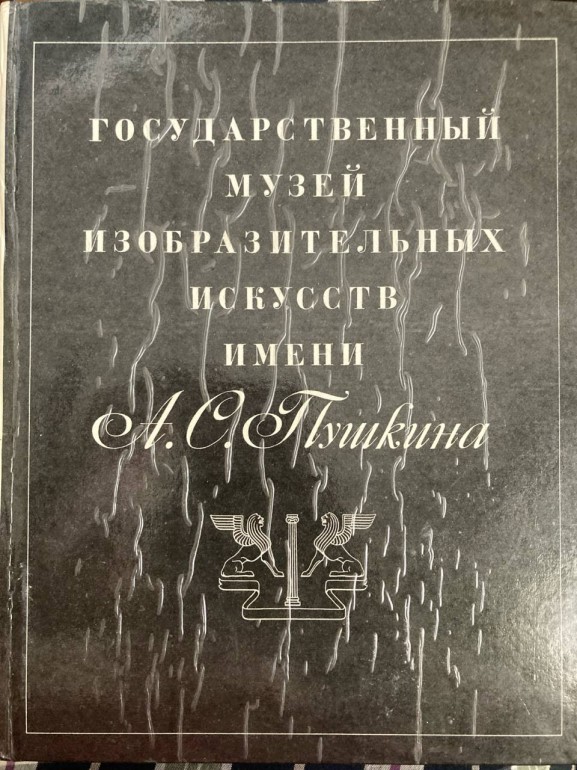 ГОСУДАРСТВЕННЫЙ
МУЗЕЙ
ИЗОБРАЗИТЕЛЬНЫХ
ИСКУССТВ
ИМЕНИ
А. С. Пушкина